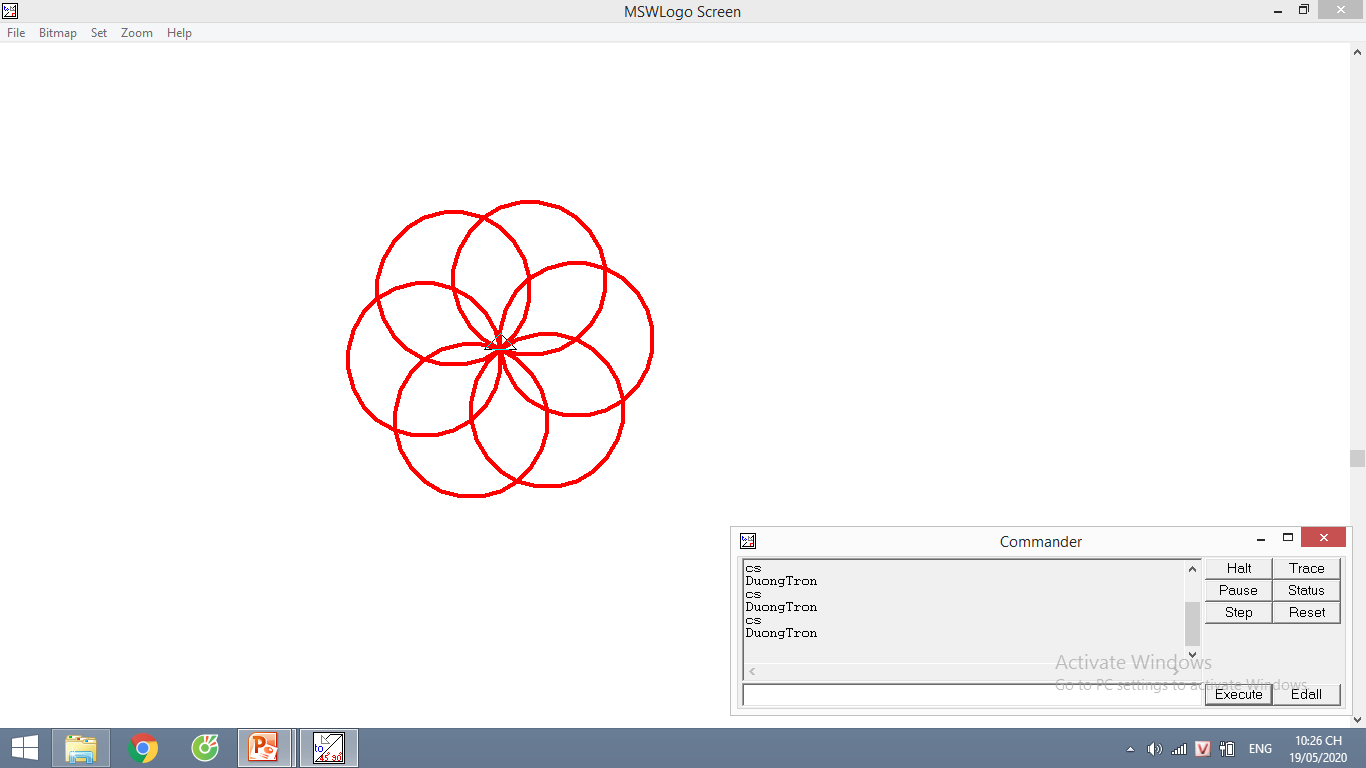 MSWLogo Screen
File Bitmap Set Zoom Help
Commander
cs
DuongTron
cs
DuongTron
cs
DuongTron
Halt Trace
Pause Status
Step Reset
Activate Windows
Go to PC settings to activate Windows.
Execute Edall
ENG
10:26 CH
19/05/2020